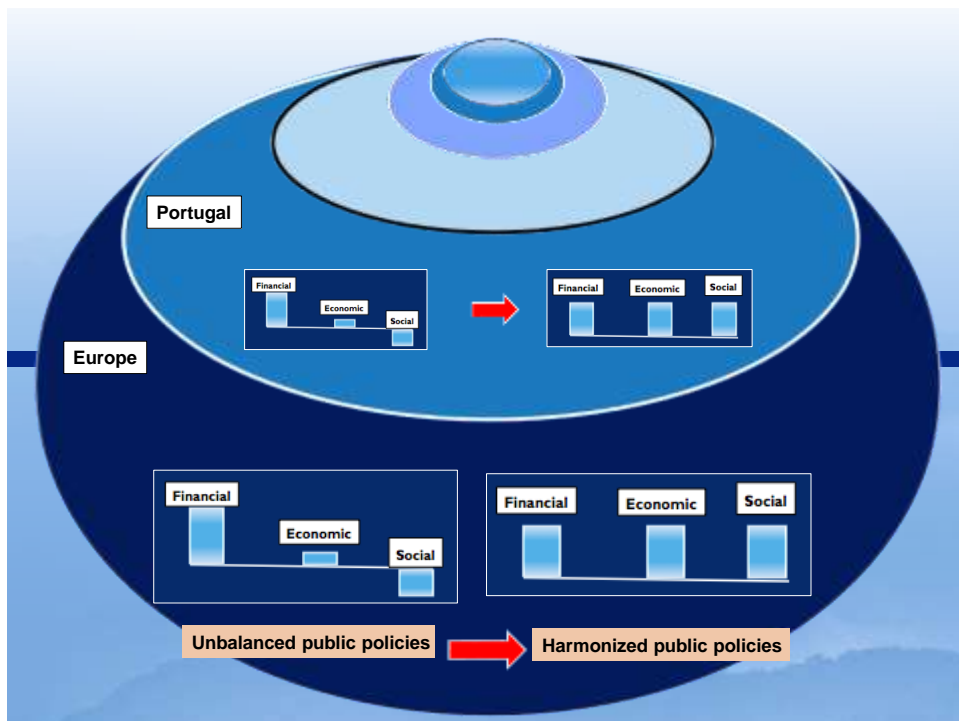 Portugal
Financial
Economic
Social
Financial
Economic
Social
Europe
Financial
Economic
Social
Financial
Economic
Social
Unbalanced public policies
Harmonized public policies